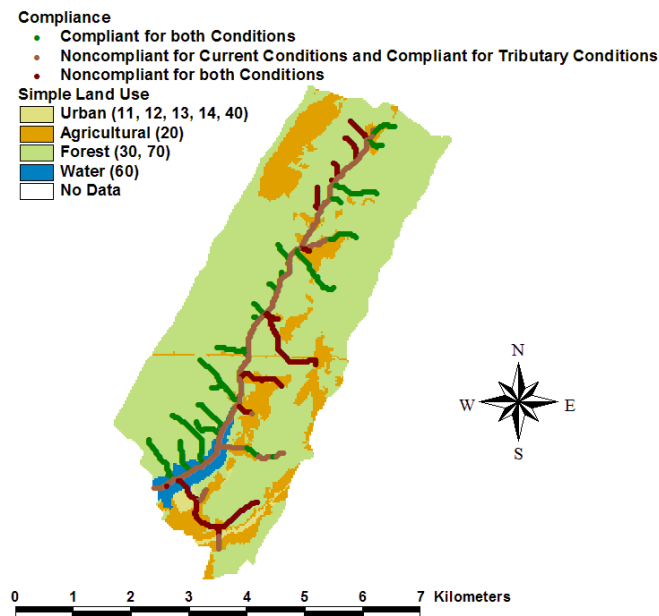 Compliance
Compliant for both Conditions
Noncompliant for Current Conditions and Compliant for Tributary Conditions
Noncompliant for both Conditions
Simple Land Use
Urban (11, 12, 13, 14, 40)
Agricultural (20)
Forest (30, 70)
Water (60)
No Data
N
W E
S
0 1 2 3 4 5 6 7 Kilometers